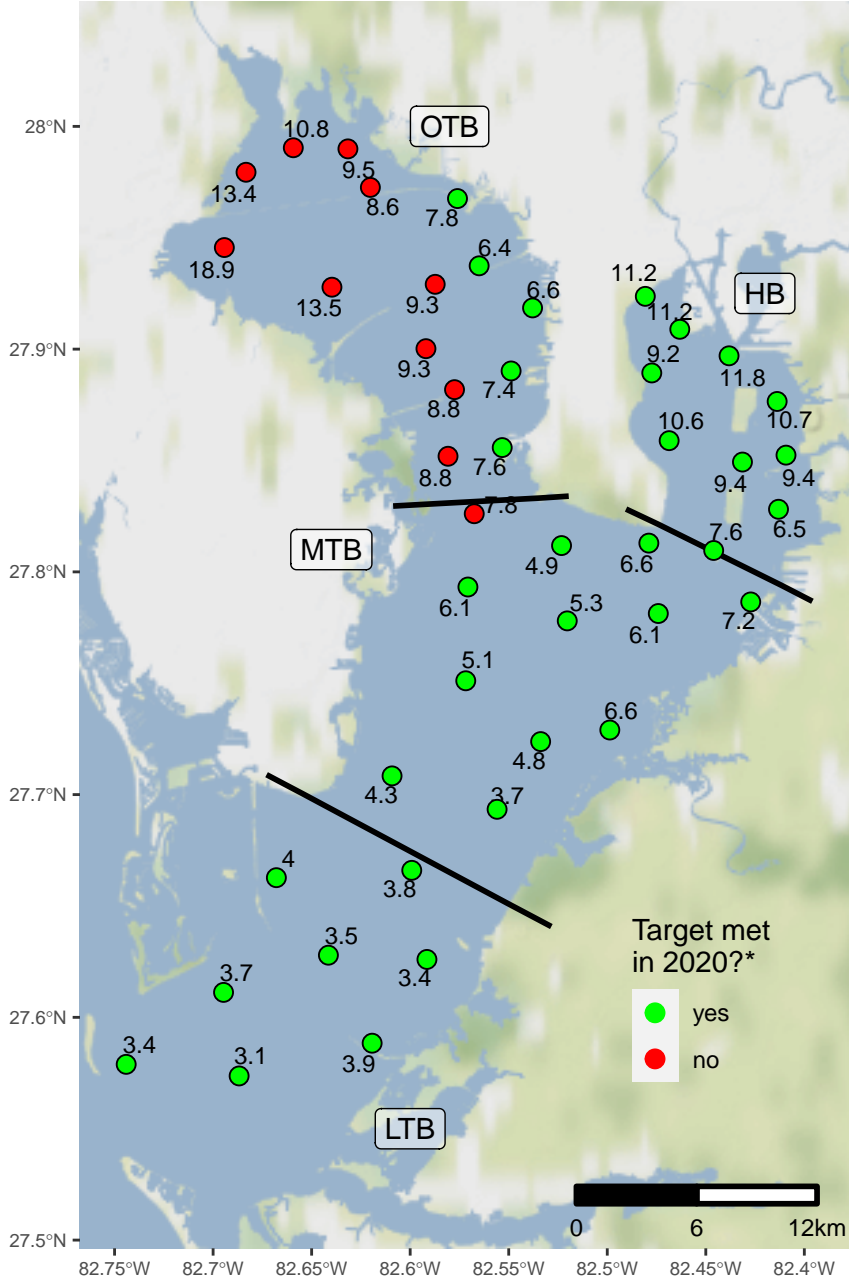 28°N
27.9°N
27.8°N
27.7°N
27.6°N
27.5°N
OTB
10.8
9.5
13.4
8.6
7.8
6.4
18.9
13.5
9.3
6.6
11.2
HB
11.2
9.3
9.2
11.8
7.4
8.8
10.7
10.6
7.6
8.8
9.4
9.4
7.8
6.5
7.6
MTB
4.9
6.6
6.1
5.3
6.1
7.2
5.1
6.6
4.8
4.3
3.7
4
3.8
3.5
3.4
3.7
Target met
in 2020?*
yes
no
3.4
3.1
3.9
LTB
0
6
12km
82.75°W
82.7°W
82.65°W
82.6°W
82.55°W
82.5°W
82.45°W
82.4°W